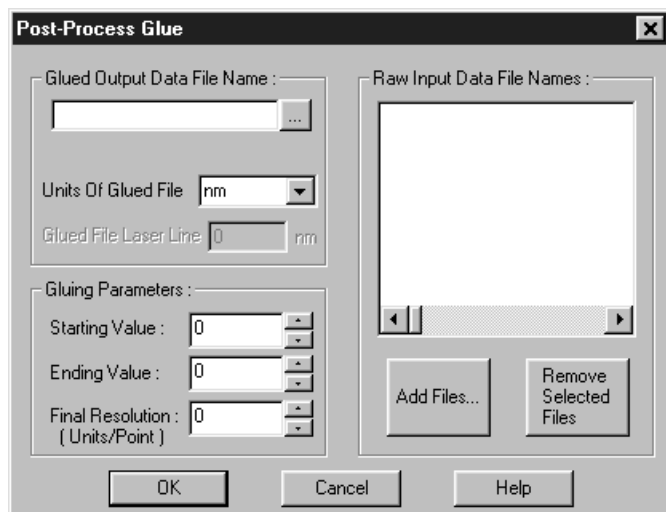 Post-Process Glue
Glued Output Data File Name :
...
Units Of Glued File nm
Glued File Laser Line 0 nm
Gluing Parameters :
Starting Value : 0
Ending Value : 0
Final Resolution : 0
( Units/Point )
Raw Input Data File Names :
Add Files...
Remove
Selected
Files
OK
Cancel
Help